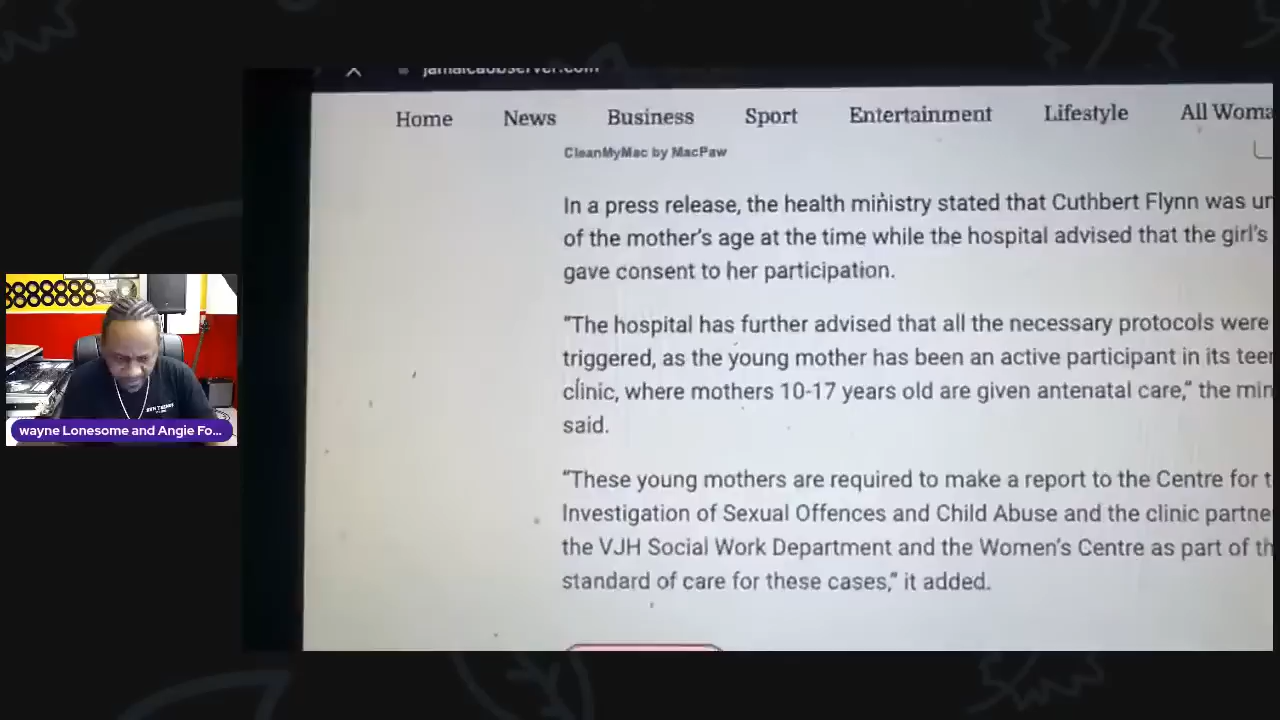 jamaicaobserver.com
Home News Business Sport Entertainment Lifestyle All Woma
CleanMyMac by MacPaw
In a press release, the health ministry stated that Cuthbert Flynn was
of the mother's age at the time while the hospital advised that the girl's
gave consent to her participation.
"The hospital has further advised that all the necessary protocols were
triggered, as the young mother has been an active participant in its
clinic, where mothers 10-17 years old are given antenatal care," the
said.
"These young mothers are required to make a report to the Centre for
Investigation of Sexual Offences and Child Abuse and the clinic
the VJH Social Work Department and the Women's Centre as part of
standard of care for these cases," it added.
wayne Lonesome and Angie Fo...